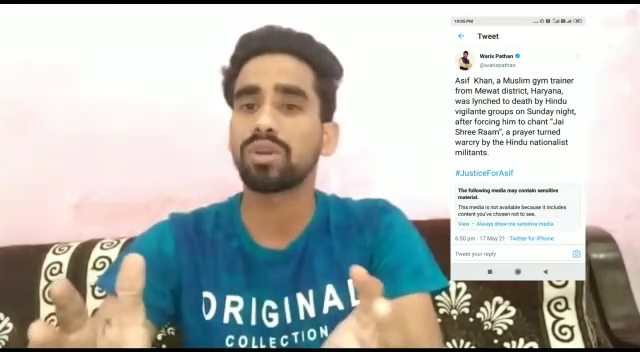 10:05 PM
Tweet
Waris Pathan
@warispathan
Asif Khan, a Muslim gym trainer
from Mewat district, Haryana,
was lynched to death by Hindu
vigilante groups on Sunday night,
after forcing him to chant "Jai
Shree Raam", a prayer turned
warcry by the Hindu nationalist
militants.
#JusticeForAsif
The following media may contain sensitive
material.
This media is not available because it includes
content you've chosen not to see.
View • Always show me sensitive media
6:50 pm · 17 May 21 · Twitter for iPhone
Tweet your reply
ORIGINAL
COLLECTION